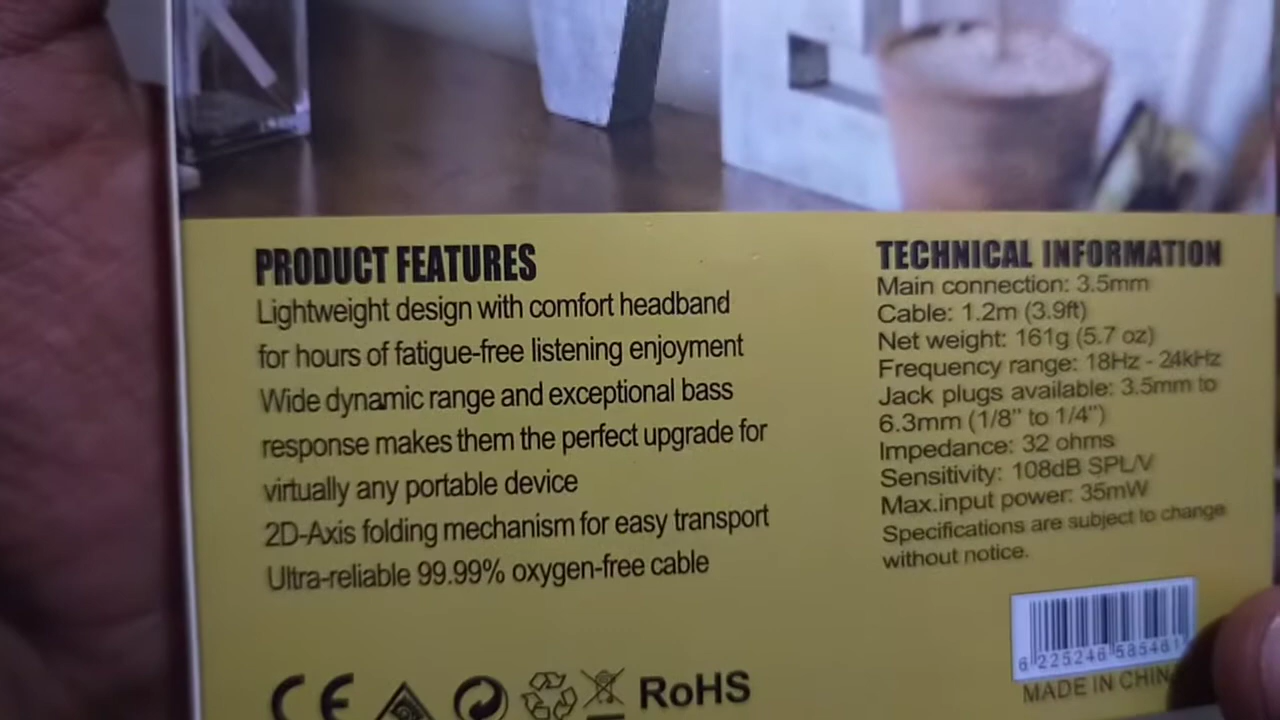 PRODUCT FEATURES
Lightweight design with comfort headband
for hours of fatigue-free listening enjoyment
Wide dynamic range and exceptional bass
response makes them the perfect upgrade for
virtually any portable device
2D-Axis folding mechanism for easy transport
Ultra-reliable 99.99% oxygen-free cable
CE
RoHS
TECHNICAL INFORMATION
Main connection: 3.5mm
Cable: 1.2m (3.9ft)
Net weight: 161g (5.7 oz)
Frequency range: 18Hz - 24kHz
Jack plugs available: 3.5mm to
6.3mm (1/8" to 1/4")
Impedance: 32 ohms
Sensitivity: 108dB SPL/V
Max.input power: 35mW
Specifications are subject to change
without notice.
6 225246 585461
MADE IN CHIN